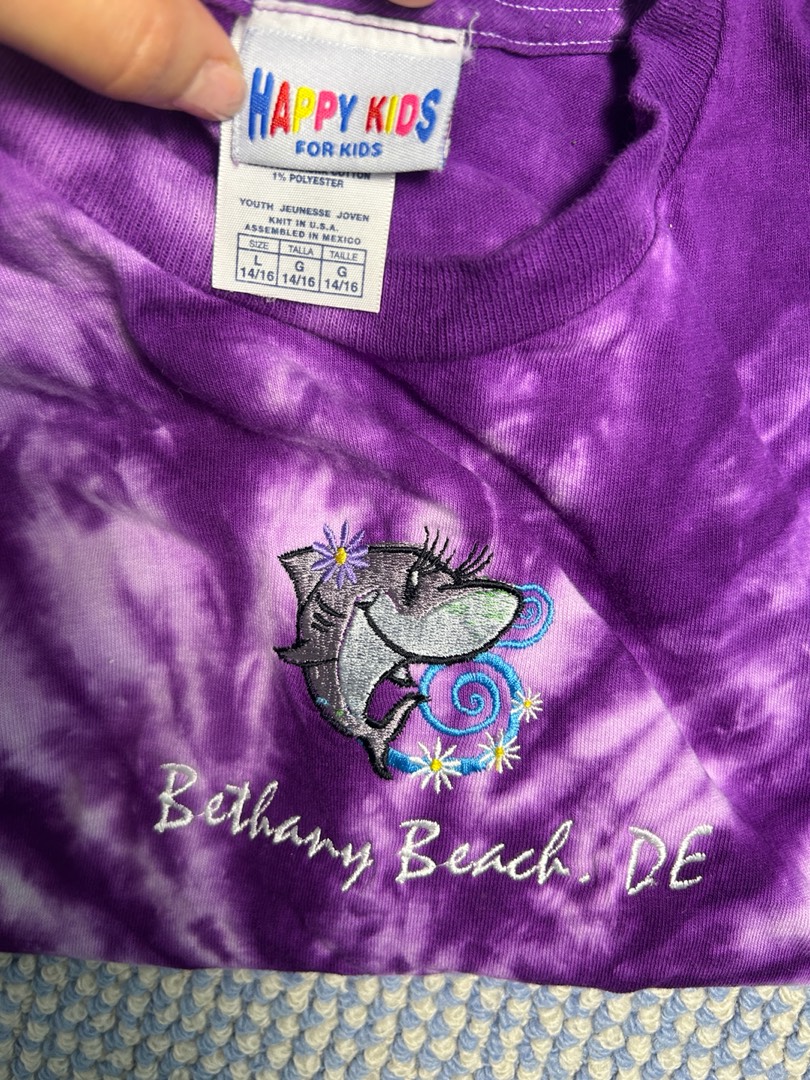 HAPPY KIDS
FOR KIDS
COTTON
1% POLYESTER
YOUTH JEUNESSE JOVEN
KNIT IN U.S.A.
ASSEMBLED IN MEXICO
SIZE TALLA TAILLE
L G G
14/16 14/16 14/16
Bethany Beach, DE